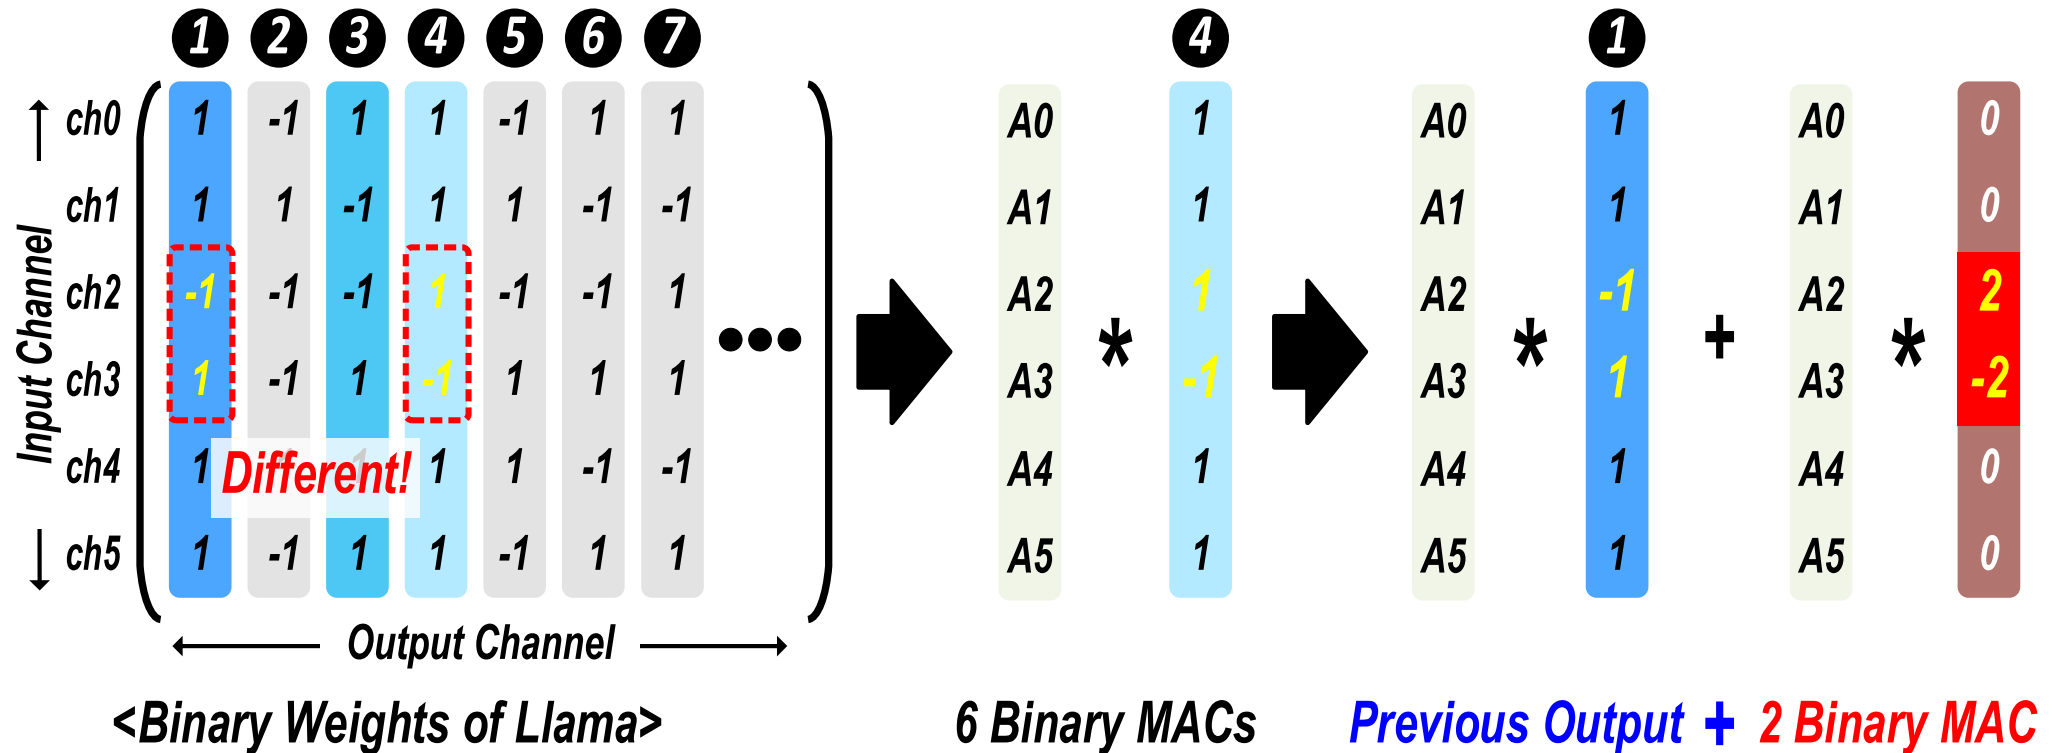 1 2 3 4 5 6 7 4 1
ch0 1 -1 1 1 -1 1 1 A0 1 A0 1 A0 0
ch1 1 1 -1 1 1 -1 -1 A1 1 A1 1 A1 0
ch2 -1 -1 -1 1 -1 -1 1 A2 1 A2 -1 A2 2
ch3 1 -1 1 -1 1 1 1 A3 * -1 A3 * 1 + A3 * -2
ch4 1 1 1 -1 -1 A4 1 A4 1 A4 0
Different!
ch5 1 -1 1 1 -1 1 1 A5 1 A5 1 A5 0
Input Channel
Output Channel
<Binary Weights of Llama> 6 Binary MACs Previous Output + 2 Binary MAC